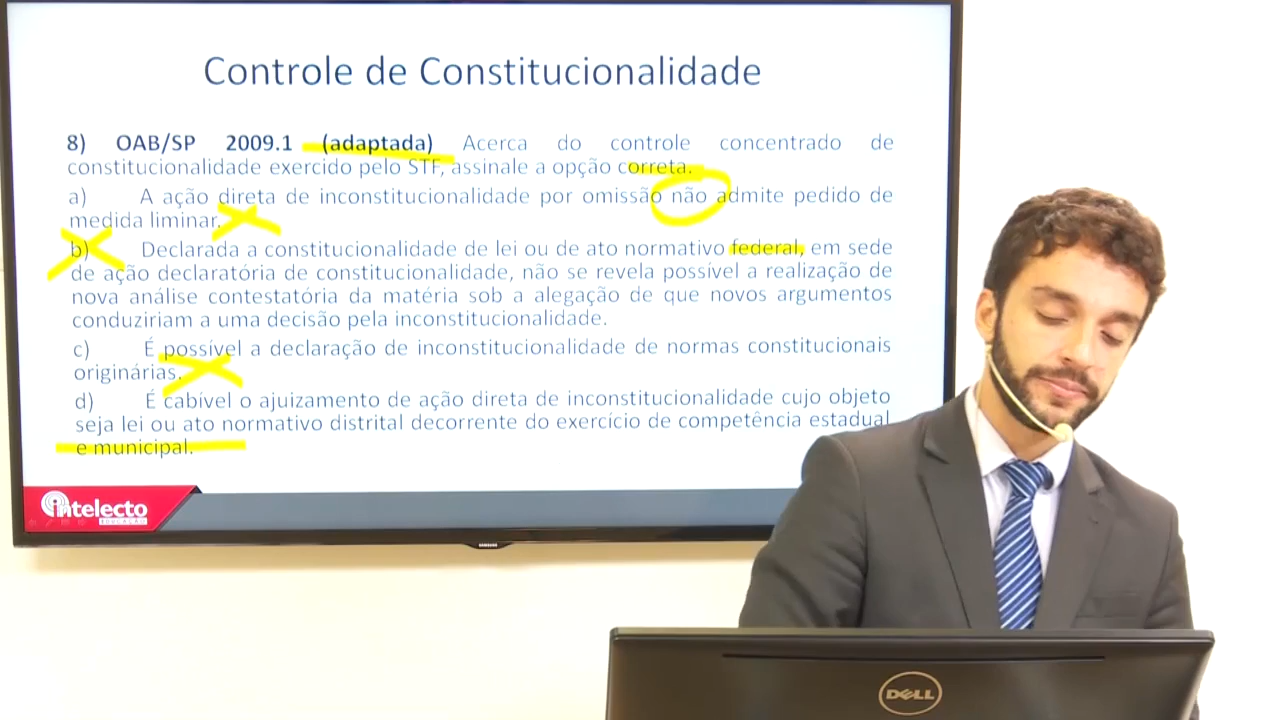 Controle de Constitucionalidade
8) OAB/SP 2009.1 (adaptada) Acerca do controle concentrado de
constitucionalidade exercido pelo STF, assinale a opção correta.
a) A ação direta de inconstitucionalidade por omissão não admite pedido de
medida liminar.
b) Declarada a constitucionalidade de lei ou de ato normativo federal, em sede
de ação declaratória de constitucionalidade, não se revela possível a realização de
nova análise contestatória da matéria sob a alegação de que novos argumentos
conduziriam a uma decisão pela inconstitucionalidade.
c) É possível a declaração de inconstitucionalidade de normas constitucionais
originárias.
d) É cabível o ajuizamento de ação direta de inconstitucionalidade cujo objeto
seja lei ou ato normativo distrital decorrente do exercício de competência estadual
e municipal.
intelecto
EDUCAÇÃO
SAMSUNG
DELL